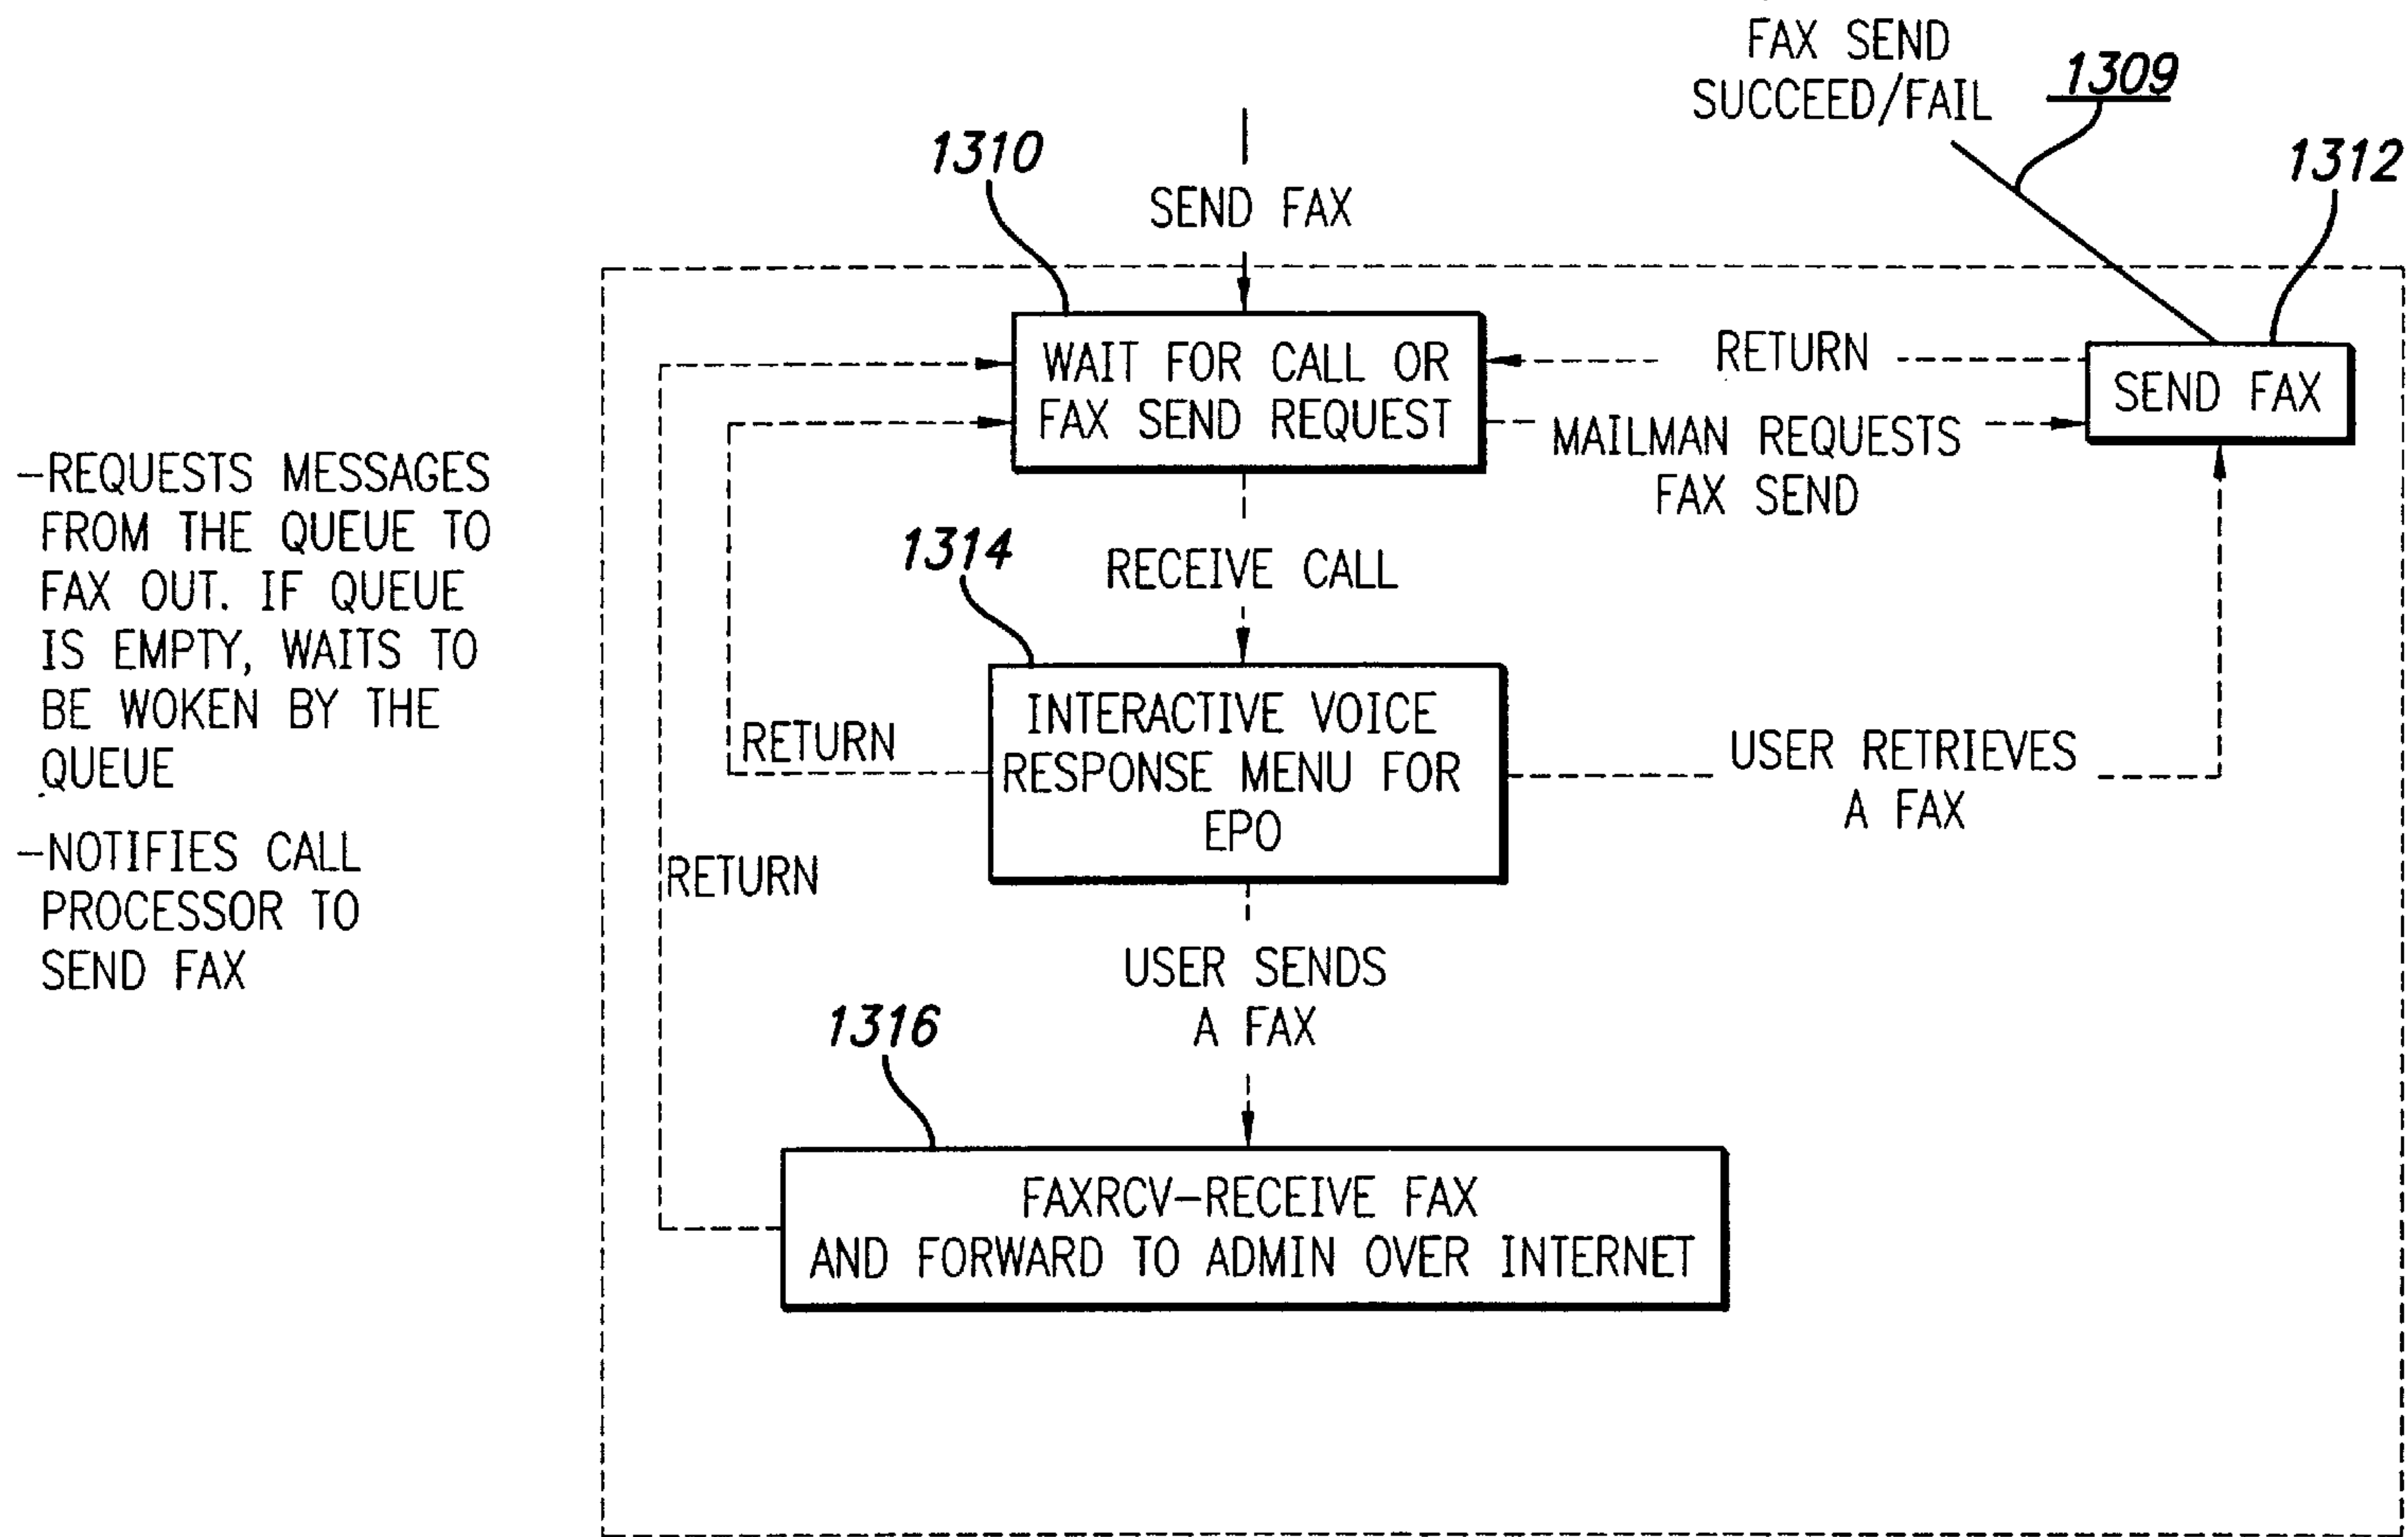 FAX SEND
SUCCEED/FAIL
1309
1310
SEND FAX
1312
WAIT FOR CALL OR
FAX SEND REQUEST
RETURN
SEND FAX
MAILMAN REQUESTS
FAX SEND
-REQUESTS MESSAGES
FROM THE QUEUE TO
FAX OUT. IF QUEUE
IS EMPTY, WAITS TO
BE WOKEN BY THE
QUEUE
-NOTIFIES CALL
PROCESSOR TO
SEND FAX
1314
RECEIVE CALL
INTERACTIVE VOICE
RESPONSE MENU FOR
EPO
RETURN
USER RETRIEVES
A FAX
RETURN
USER SENDS
A FAX
1316
FAXRCV-RECEIVE FAX
AND FORWARD TO ADMIN OVER INTERNET